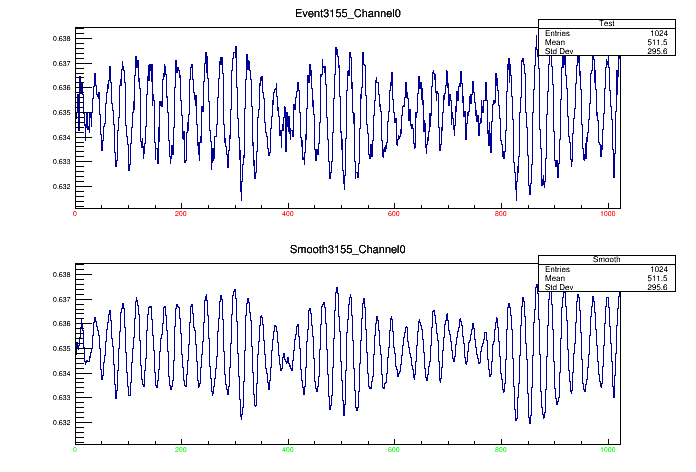 Event3155_Channel0
Test
Entries 1024
Mean 511.5
Std Dev 295.6
0.638
0.637
0.636
0.635
0.634
0.633
0.632
0 200 400 600 800 1000
Smooth3155_Channel0
Smooth
Entries 1024
Mean 511.5
Std Dev 295.6
0.638
0.637
0.636
0.635
0.634
0.633
0.632
0 200 400 600 800 1000